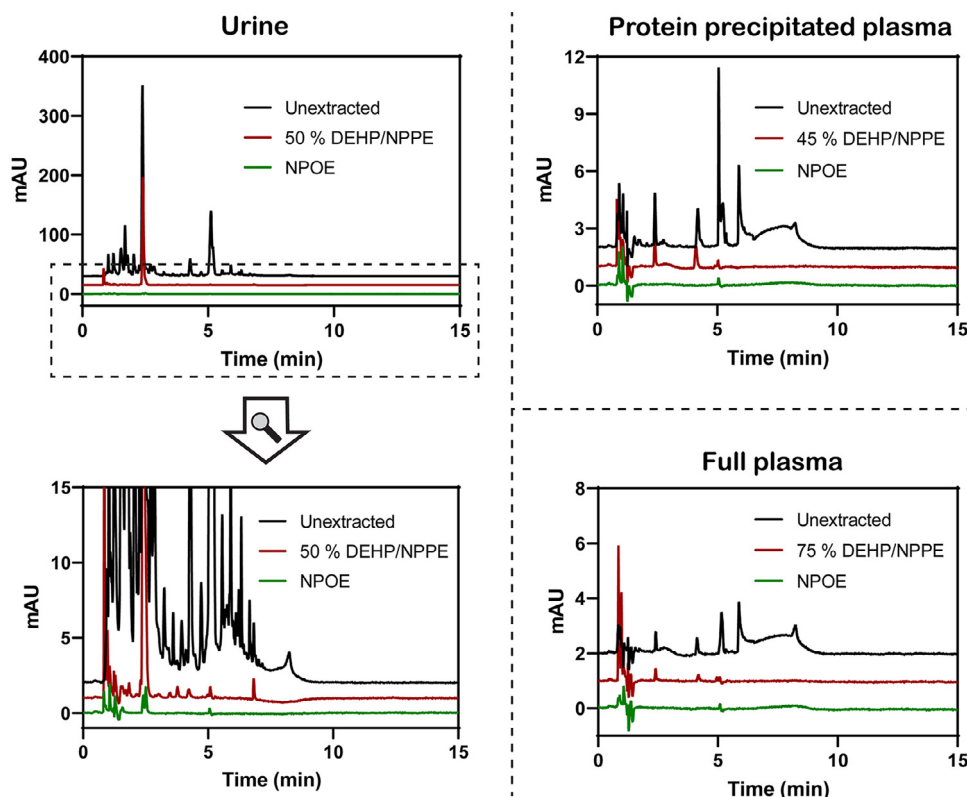 Urine
400
300
200
100
0
mAU
Unextracted
50 % DEHP/NPPE
NPOE
0 5 10 15
Time (min)
15
10
5
0
mAU
Unextracted
50 % DEHP/NPPE
NPOE
0 5 10 15
Time (min)
Protein precipitated plasma
12
9
6
3
0
mAU
Unextracted
45 % DEHP/NPPE
NPOE
0 5 10 15
Time (min)
Full plasma
8
6
4
2
0
mAU
Unextracted
75 % DEHP/NPPE
NPOE
0 5 10 15
Time (min)